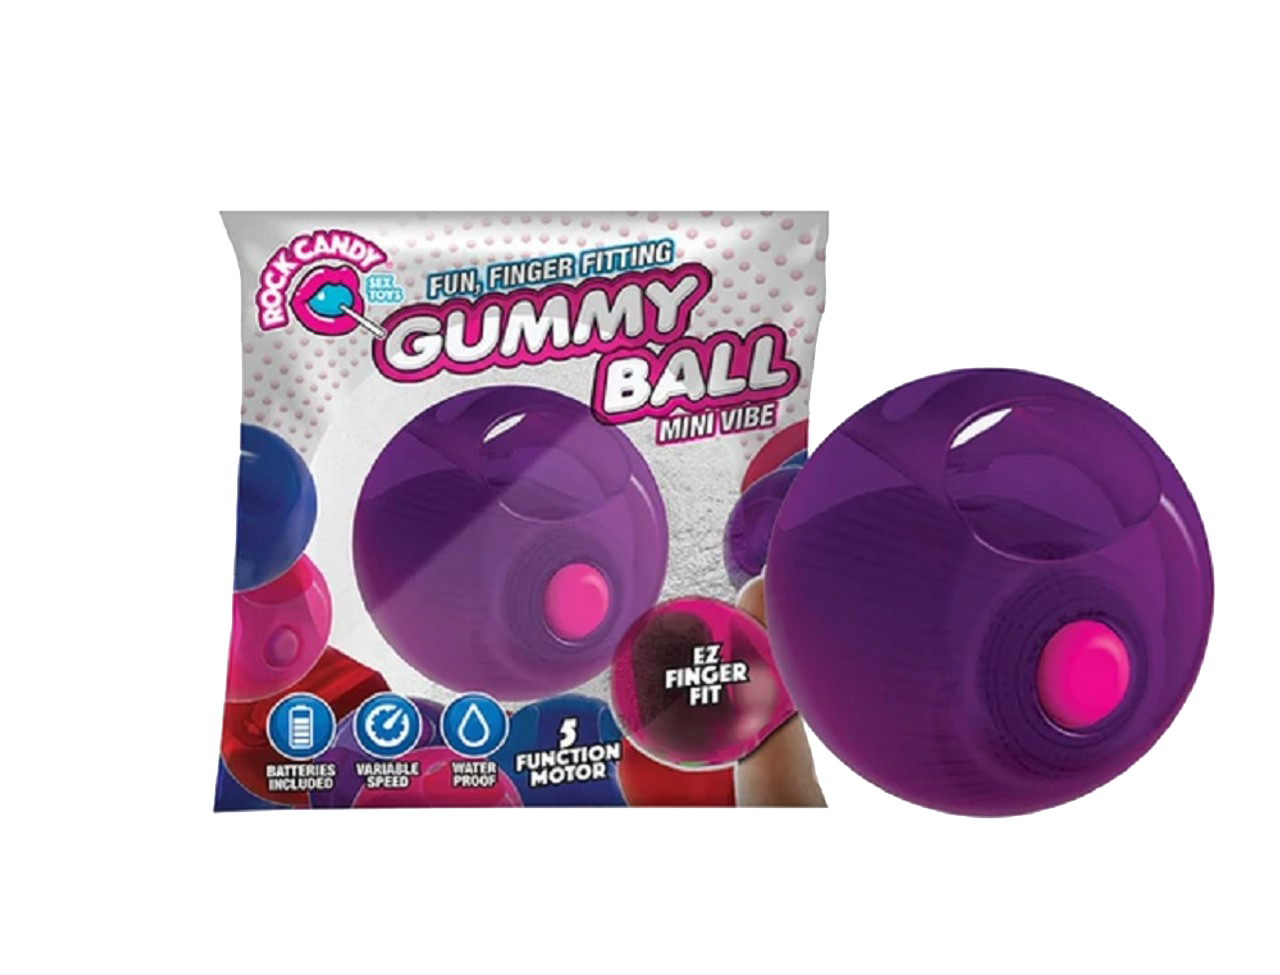 ROCK CANDY
SEX
TOYS
FUN, FINGER FITTING
GUMMY
BALL
MINI VIBE
EZ
FINGER
FIT
BATTERIES
INCLUDED
VARIABLE
SPEED
WATER
PROOF
5
FUNCTION
MOTOR